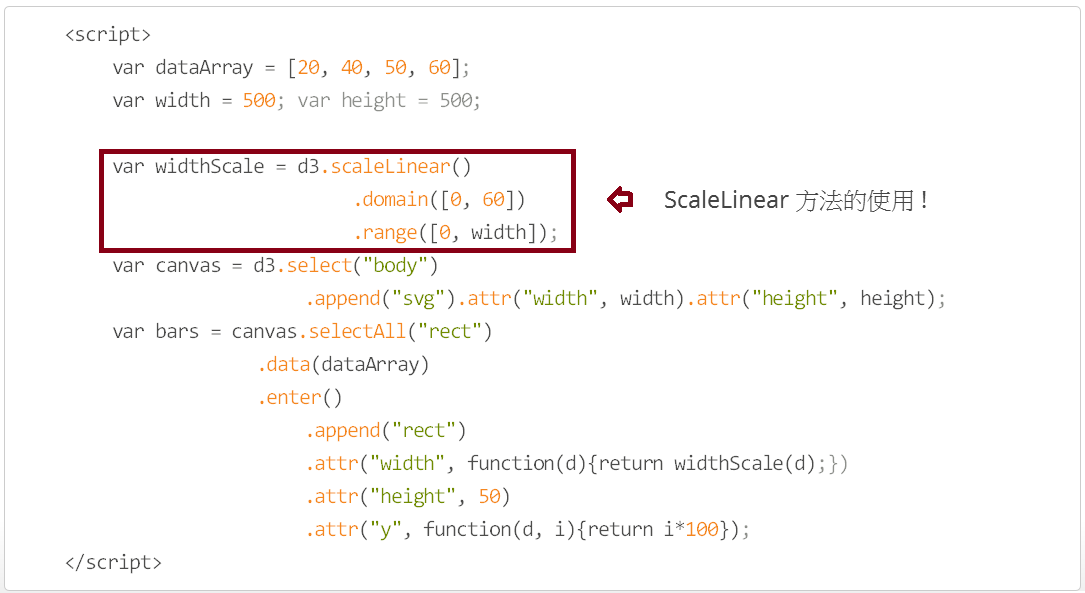 <script>
var dataArray = [20, 40, 50, 60];
var width = 500; var height = 500;
var widthScale = d3.scaleLinear()
.domain([0, 60])
ScaleLinear 方法的使用！
.range([0, width]);
var canvas = d3.select("body")
.append("svg").attr("width", width).attr("height", height);
var bars = canvas.selectAll("rect")
.data(dataArray)
.enter()
.append("rect")
.attr("width", function(d){return widthScale(d);})
.attr("height", 50)
.attr("y", function(d, i){return i*100});
</script>